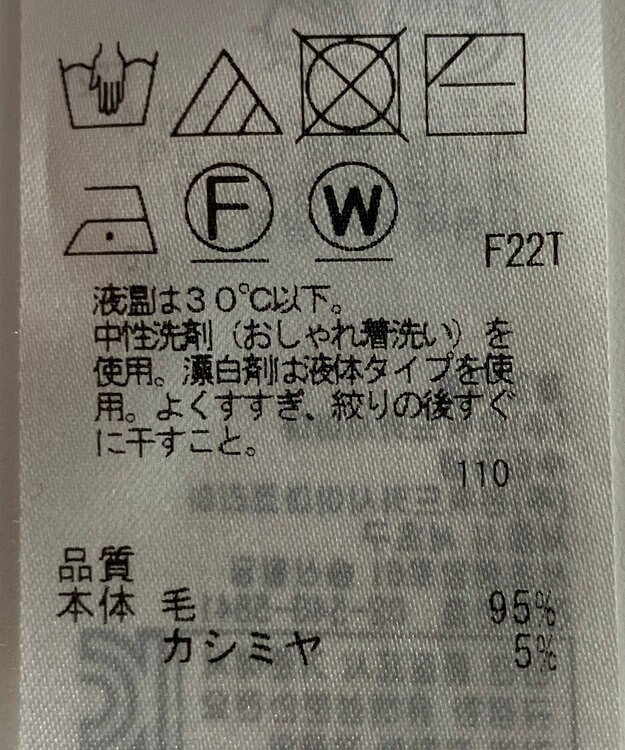 F
W
F22T
液温は30℃以下。
中性洗剤（おしゃれ着洗い）を
使用。漂白剤は液体タイプを使
用。よくすすぎ、絞りの後すぐ
に干すこと。
110
品質
本体 毛 95%
カシミヤ 5%